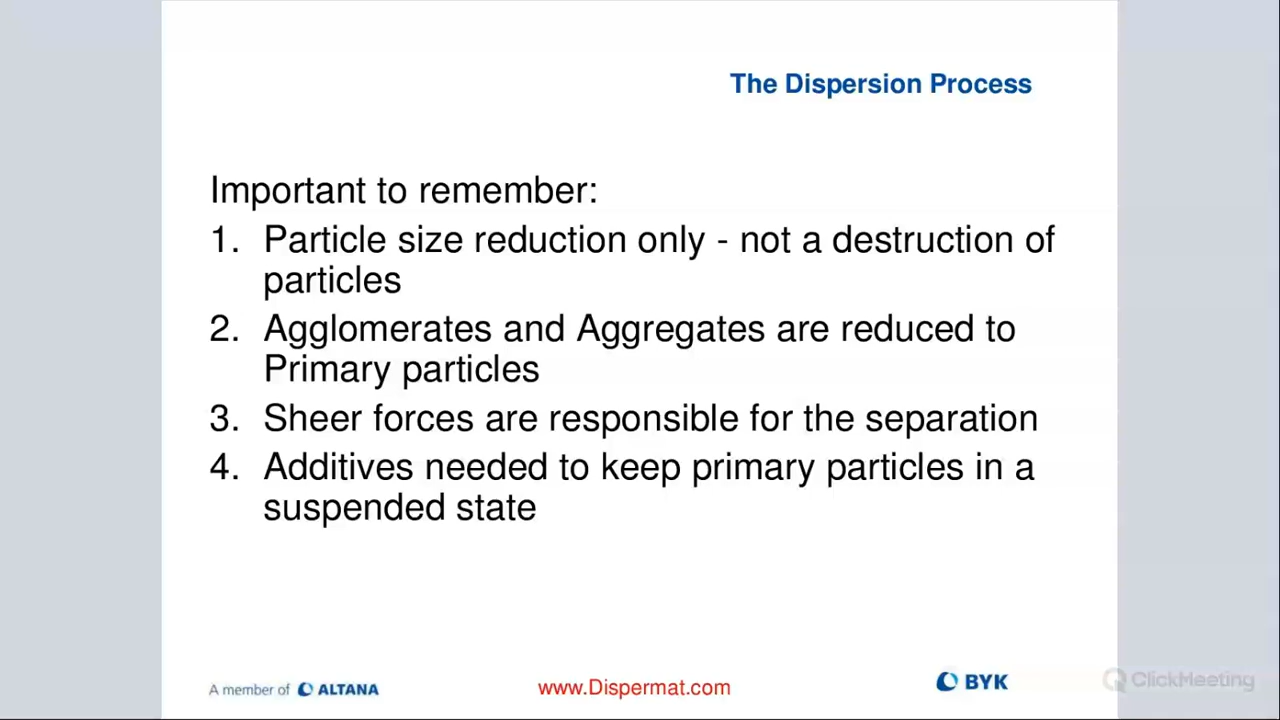 The Dispersion Process
Important to remember:
1. Particle size reduction only - not a destruction of
particles
2. Agglomerates and Aggregates are reduced to
Primary particles
3. Sheer forces are responsible for the separation
4. Additives needed to keep primary particles in a
suspended state
A member of ALTANA
www.Dispermat.com
BYK
ClickMeeting